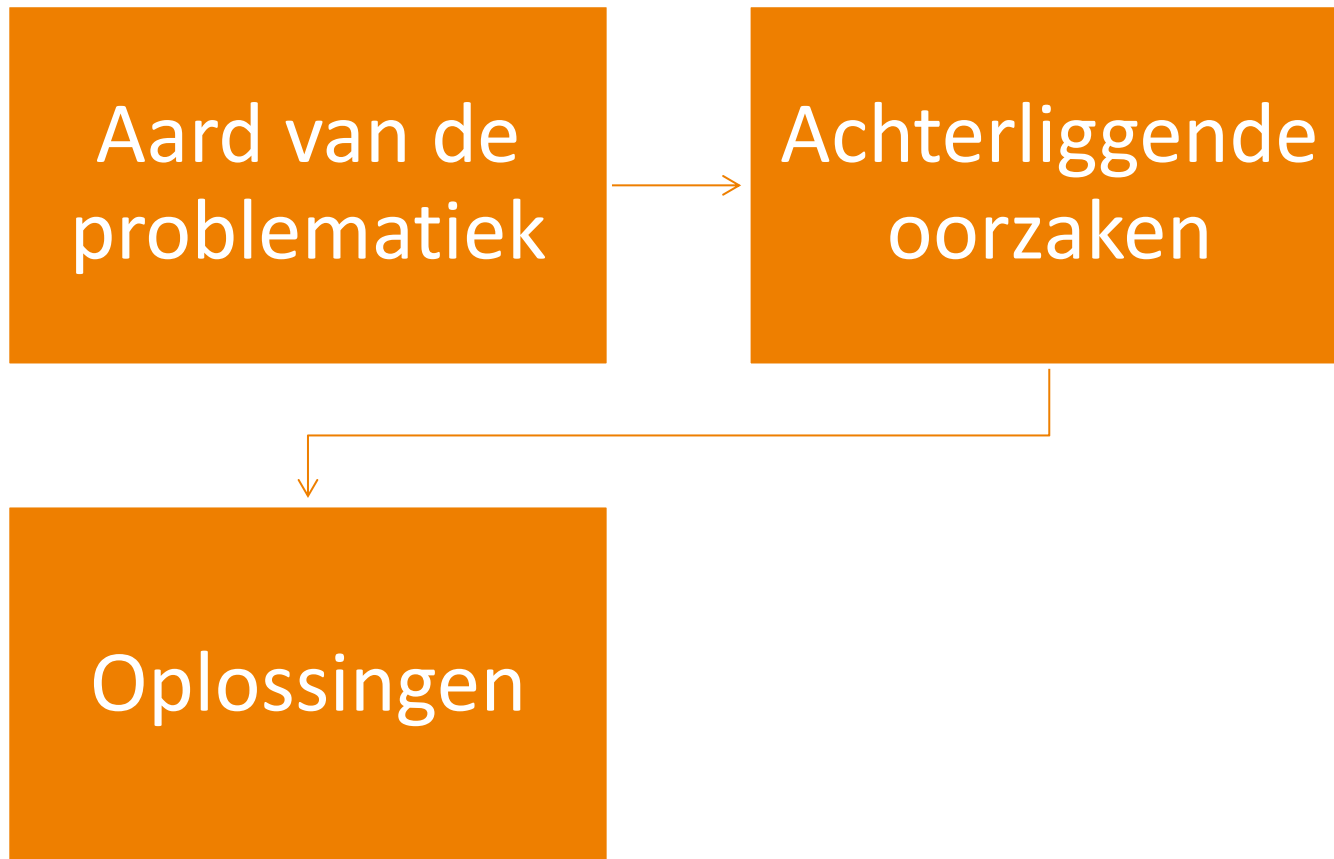 Aard van de
problematiek
Achterliggende
oorzaken
Oplossingen